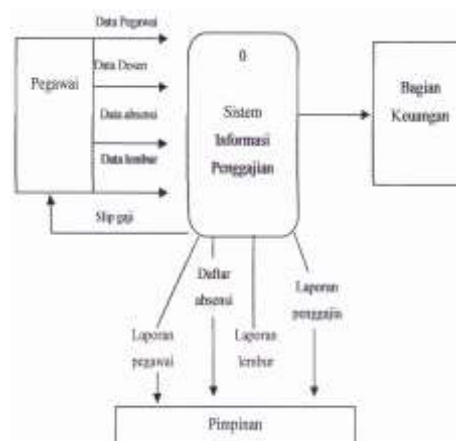 Data Pegawai
Data Dosen
Pegawai
Data absensi
Data lembur
Slip gaji
0
Sistem
Informasi
Penggajian
Bagian
Keuangan
Laporan
pegawai
Daftar
absensi
Laporan
lembur
Laporan
penggajia
Pimpinan